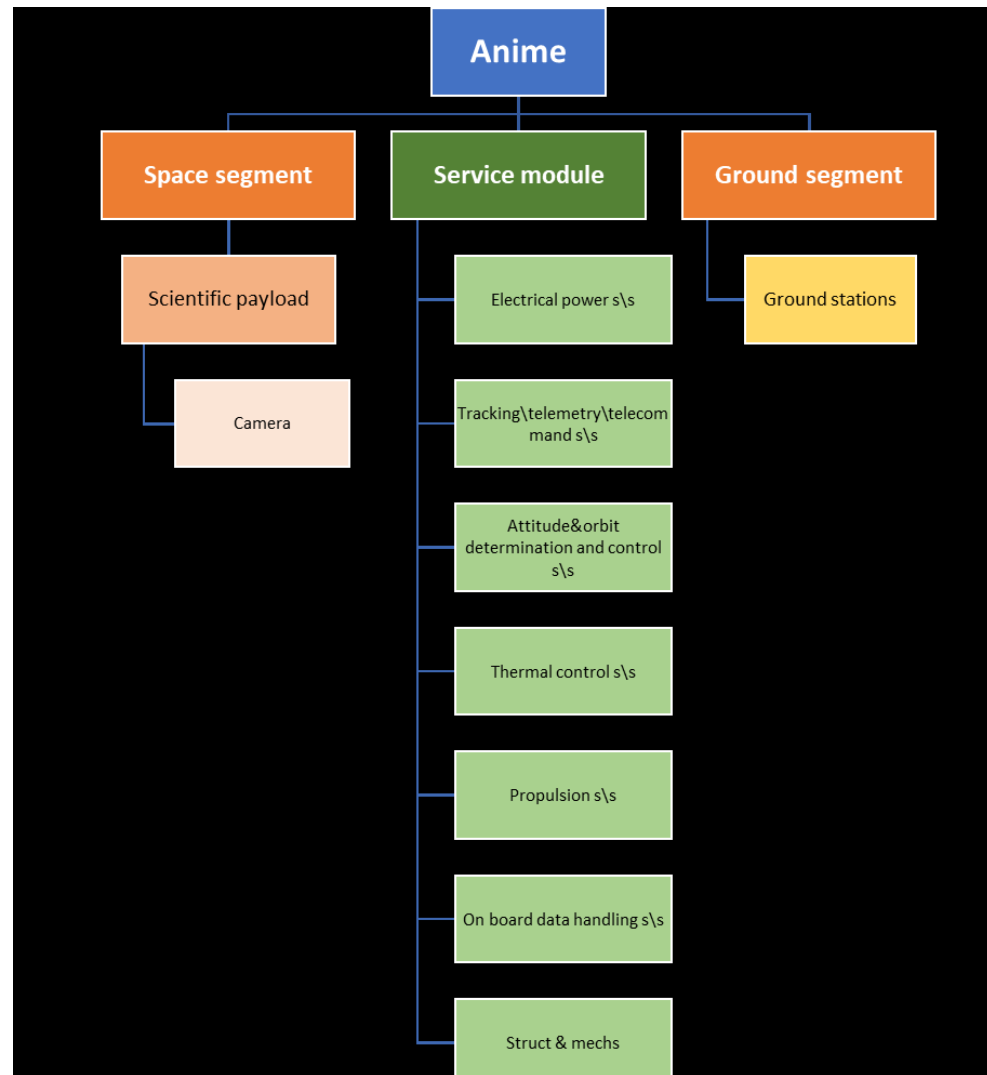 Anime
Space segment
Service module
Ground segment
Scientific payload
Camera
Electrical power s\s
Tracking\telemetry\telecom
mand s\s
Attitude&orbit
determination and control
s\s
Thermal control s\s
Propulsion s\s
On board data handling s\s
Struct & mechs
Ground stations